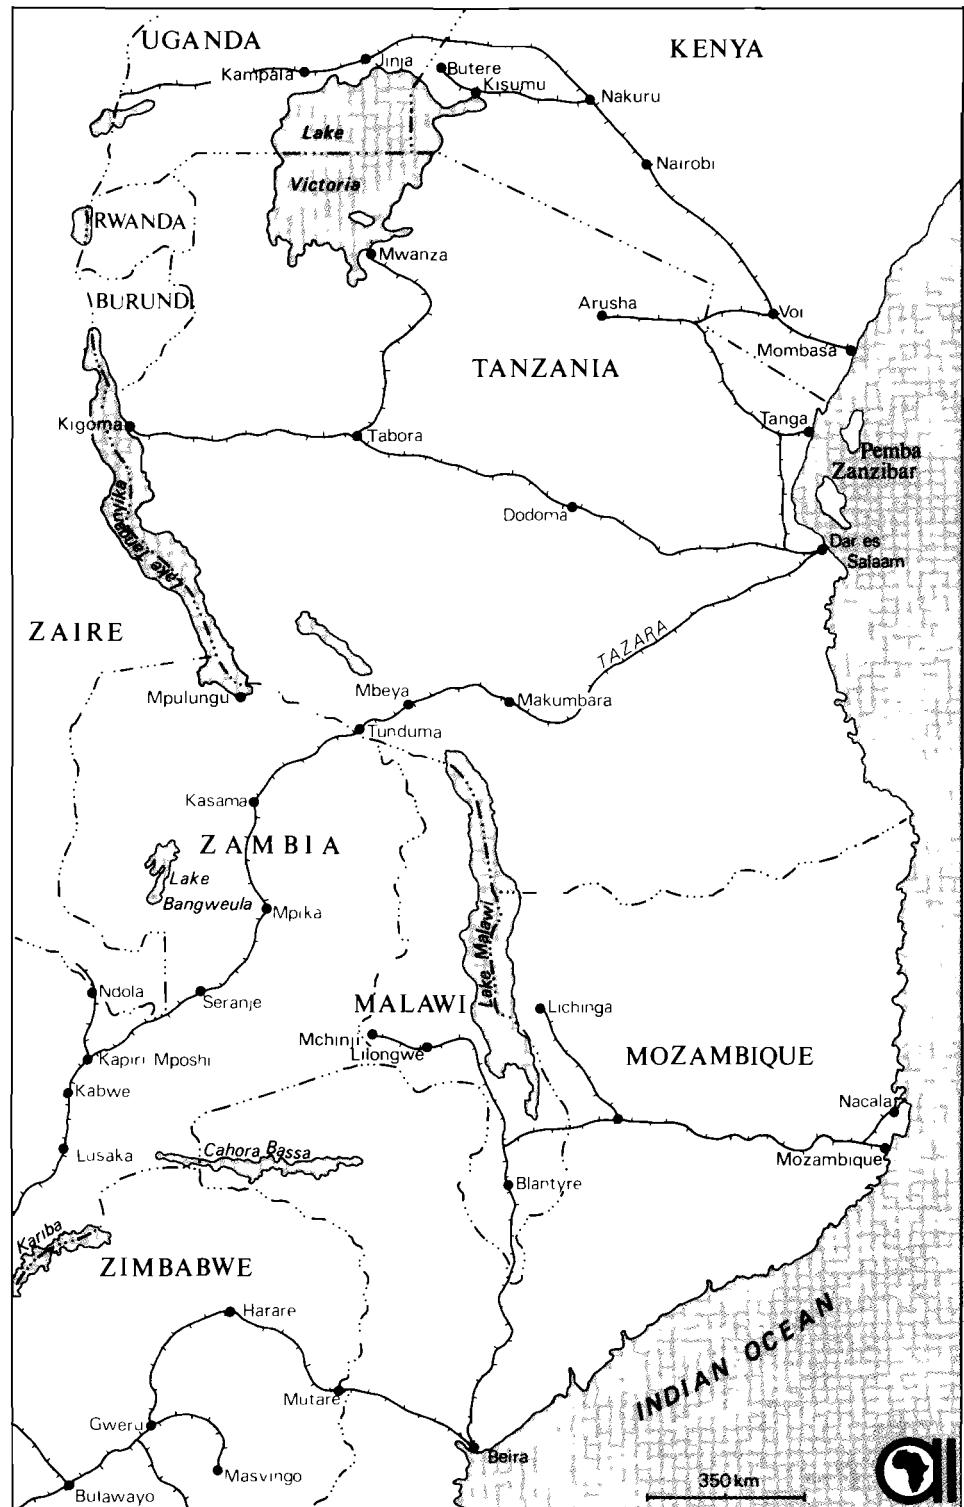 UGANDA
KENYA
Kampala
Jinja
Butere
Kisumu
Nakuru
Lake
Victoria
Nairobi
RWANDA
Mwanza
BURUNDI
Arusha
Voi
Mombasa
TANZANIA
Kigoma
Tabora
Tanga
Pemba
Zanzibar
Dodoma
Dar es
Salaam
Lake Tanganyika
ZAIRE
TAZARA
Mpulungu
Mbeya
Makumbara
Tunduma
Kasama
ZAMBIA
Lake
Bangweula
Mpika
Lake Malawi
Ndola
Seranje
MALAWI
Lichinga
Mchinji
Lilongwe
Kapiri Mposhi
MOZAMBIQUE
Kabwe
Nacala
Lusaka
Cahora Bassa
Mozambique
Blantyre
Kariba
ZIMBABWE
Harare
INDIAN OCEAN
Mutare
Gweru
Beira
Masvingo
Bulawayo
350km